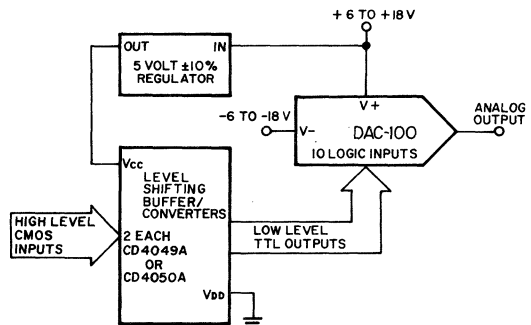 +6 TO +18V
OUT
IN
5 VOLT ±10%
REGULATOR
V+
-6 TO -18 V
V-
DAC-100
10 LOGIC INPUTS
ANALOG
OUTPUT
VCC
LEVEL
SHIFTING
BUFFER/
CONVERTERS
HIGH LEVEL
CMOS
INPUTS
2 EACH
CD4049A
OR
CD4050A
LOW LEVEL
TTL OUTPUTS
VDD